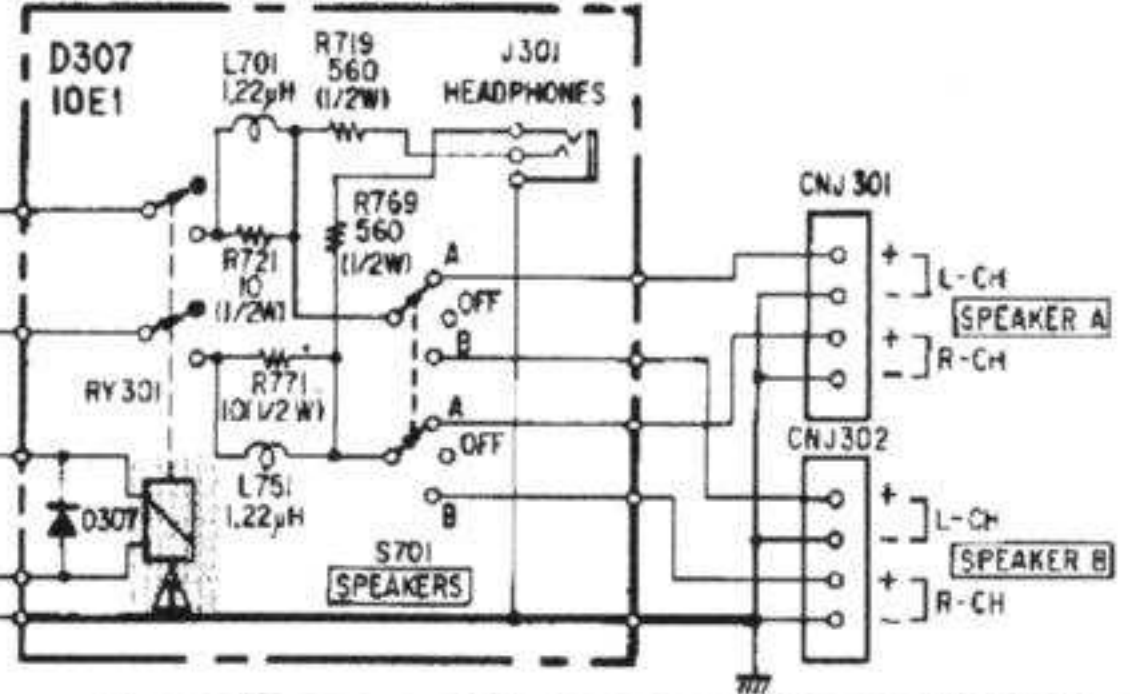 D307
10E1
L701
1.22µH
R719
560
(1/2W)
J301
HEADPHONES
R721
10
(1/2W)
R769
560
(1/2W)
A
OFF
B
RY301
R771
10(1/2W)
L751
1.22µH
A
OFF
B
D307
S701
SPEAKERS
CNJ 301
+
-
L-CH
SPEAKER A
+
-
R-CH
CNJ302
+
-
L-CH
SPEAKER B
+
-
R-CH